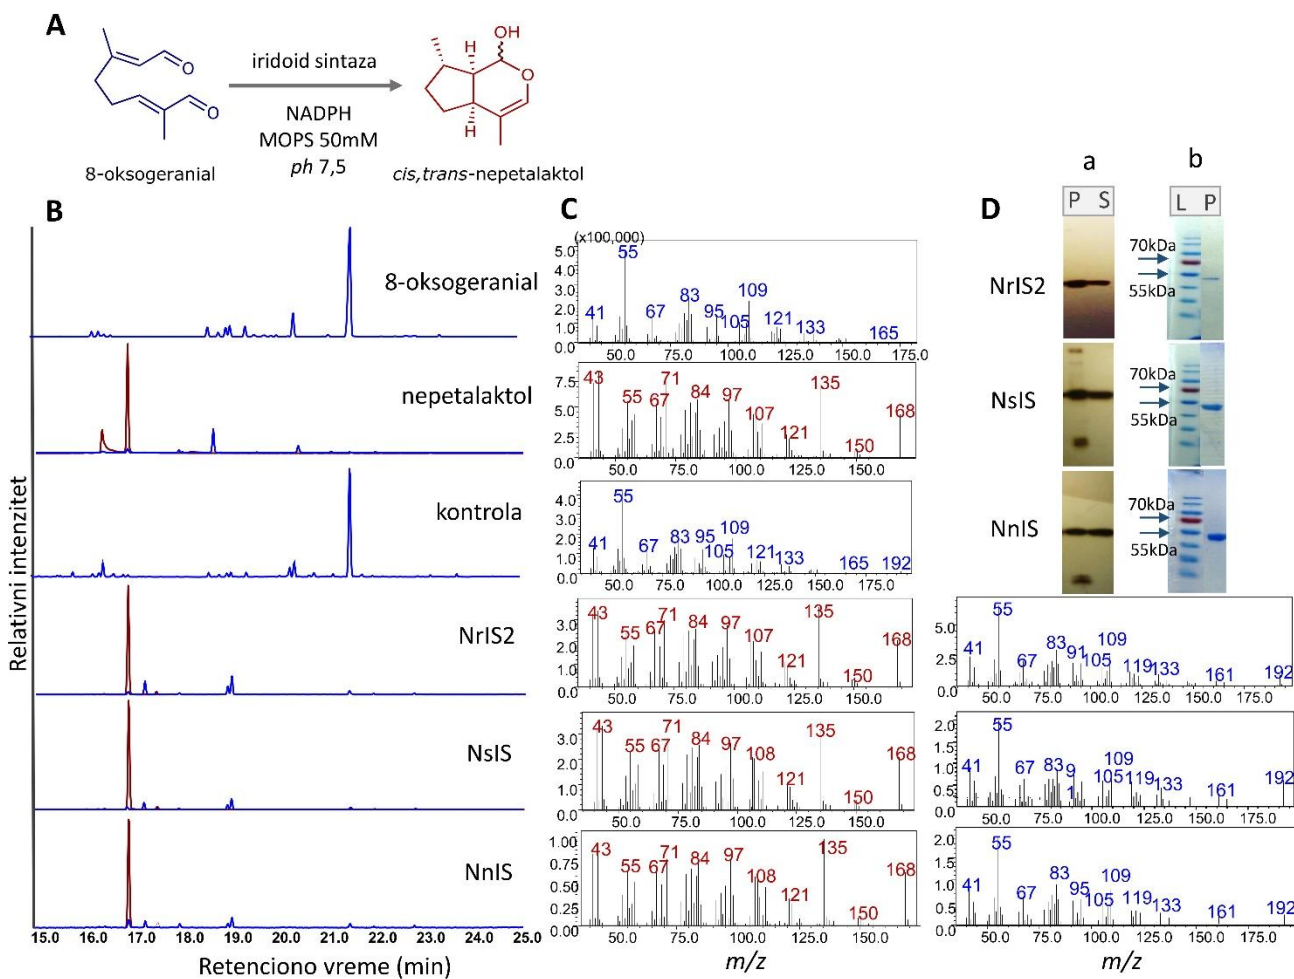 A
OH
O
O
O
H
H
iridoid sintaza
NADPH
MOPS 50mM
ph 7,5
8-oksogeranial
cis,trans-nepetalaktol
B
Relativni intenzitet
8-oksogeranial
nepetalaktol
kontrola
NrIS2
NsIS
NnIS
15.0 16.0 17.0 18.0 19.0 20.0 21.0 22.0 23.0 24.0 25.0
Retenciono vreme (min)
C
(x100,000)
5.0
4.0
3.0
2.0
1.0
0.0
41 55 67 83 95 105 109 121 133 165
50.0 75.0 100.0 125.0 150.0 175.0
7.5
5.0
2.5
0.0
43 55 67 71 84 97 107 121 135 150 168
50.0 75.0 100.0 125.0 150.0
4.0
3.0
2.0
1.0
0.0
41 55 67 83 95 105 109 121 133 165 192
50.0 75.0 100.0 125.0 150.0 175.0
3.0
2.0
1.0
0.0
43 55 67 71 84 97 107 121 135 150 168
50.0 75.0 100.0 125.0 150.0
3.0
2.0
1.0
0.0
43 55 67 71 84 97 108 121 135 150 168
50.0 75.0 100.0 125.0 150.0
1.00
0.75
0.50
0.25
0.00
43 55 67 71 84 97 108 121 135 150 168
50.0 75.0 100.0 125.0 150.0
m/z
D
a
b
P S
L P
NrIS2
70kDa
55kDa
NsIS
70kDa
55kDa
NnIS
70kDa
55kDa
5.0
2.5
0.0
41 55 67 83 91 105 109 119 133 161 192
50.0 75.0 100.0 125.0 150.0 175.0
2.0
1.5
1.0
0.5
0.0
41 55 67 83 91 105 109 119 133 161 192
50.0 75.0 100.0 125.0 150.0 175.0
2.0
1.5
1.0
0.5
0.0
41 55 67 83 95 105 109 119 133 161 192
50.0 75.0 100.0 125.0 150.0 175.0
m/z